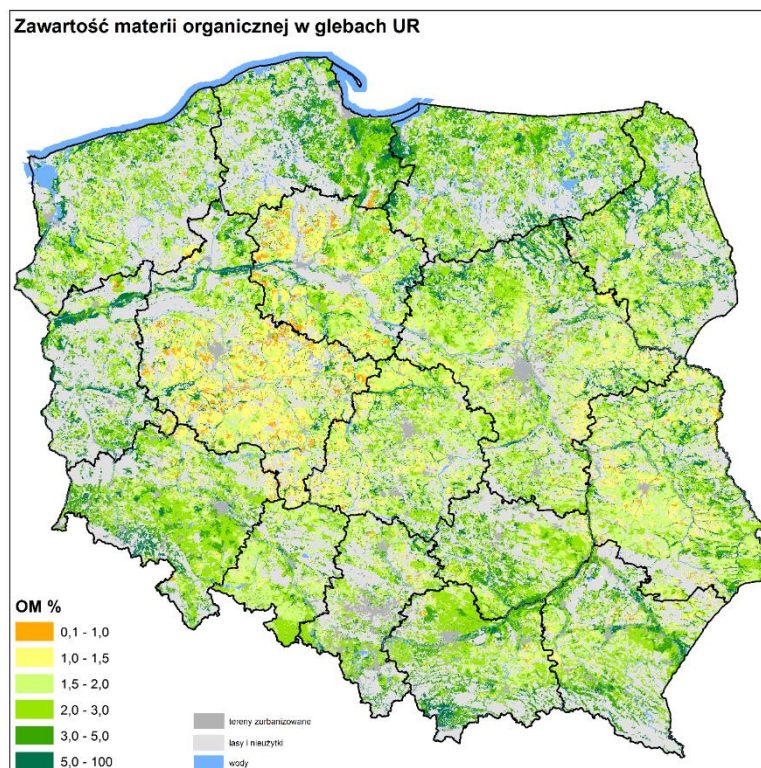 Zawartość materii organicznej w glebach UR
OM %
0,1 - 1,0
1,0 - 1,5
1,5 - 2,0
2,0 - 3,0
3,0 - 5,0
5,0 - 100
tereny zurbanizowane
lasy i nieużytki
wody